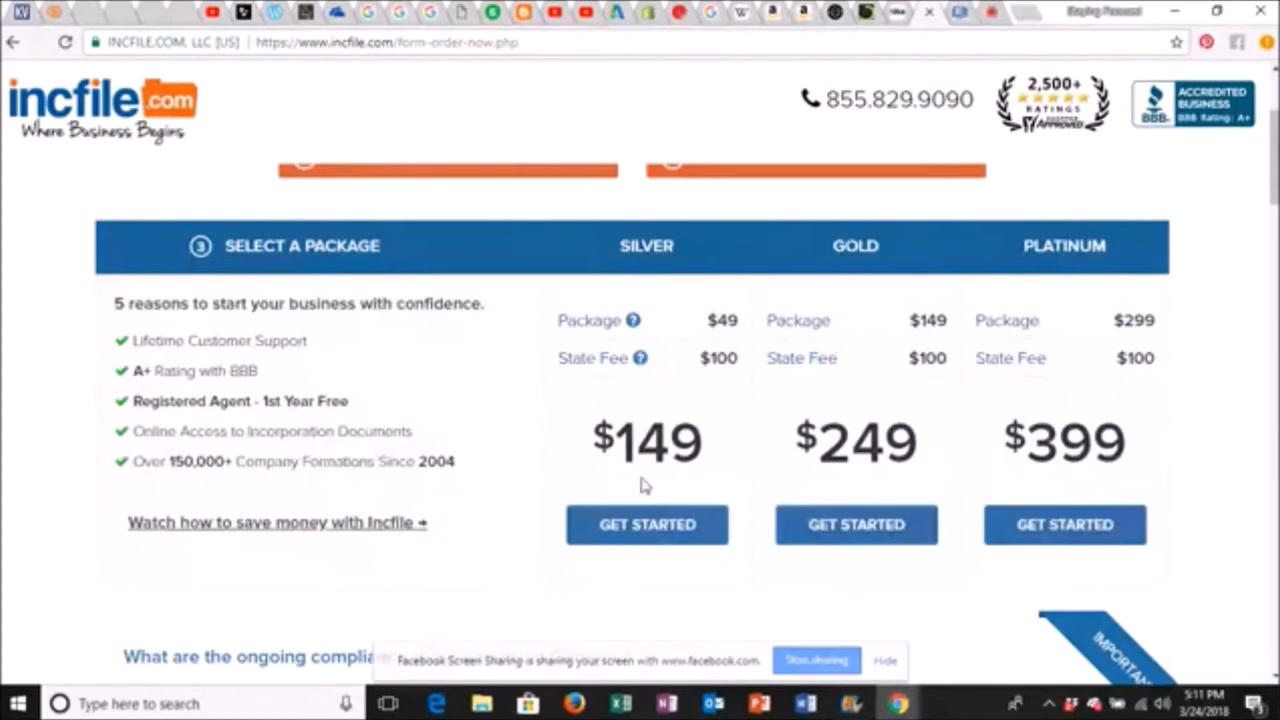 Staying Focused
INCFILE.COM, LLC [US] | https://www.incfile.com/form-order-now.php
incfile.com
Where Business Begins
855.829.9090
2,500+
RATINGS
SHOPPER
APPROVED
ACCREDITED
BUSINESS
BBB.
BBB Rating: A+
3 SELECT A PACKAGE SILVER GOLD PLATINUM
5 reasons to start your business with confidence.
Lifetime Customer Support
A+ Rating with BBB
Registered Agent - 1st Year Free
Online Access to Incorporation Documents
Over 150,000+ Company Formations Since 2004
Watch how to save money with Incfile
Package ? $49
State Fee ? $100
$149
GET STARTED
Package $149
State Fee $100
$249
GET STARTED
Package $299
State Fee $100
$399
GET STARTED
What are the ongoing
IMPORTAN
Facebook Screen Sharing is sharing your screen with www.facebook.com.
Stop sharing
Hide
Type here to search
5:11 PM
3/24/2018